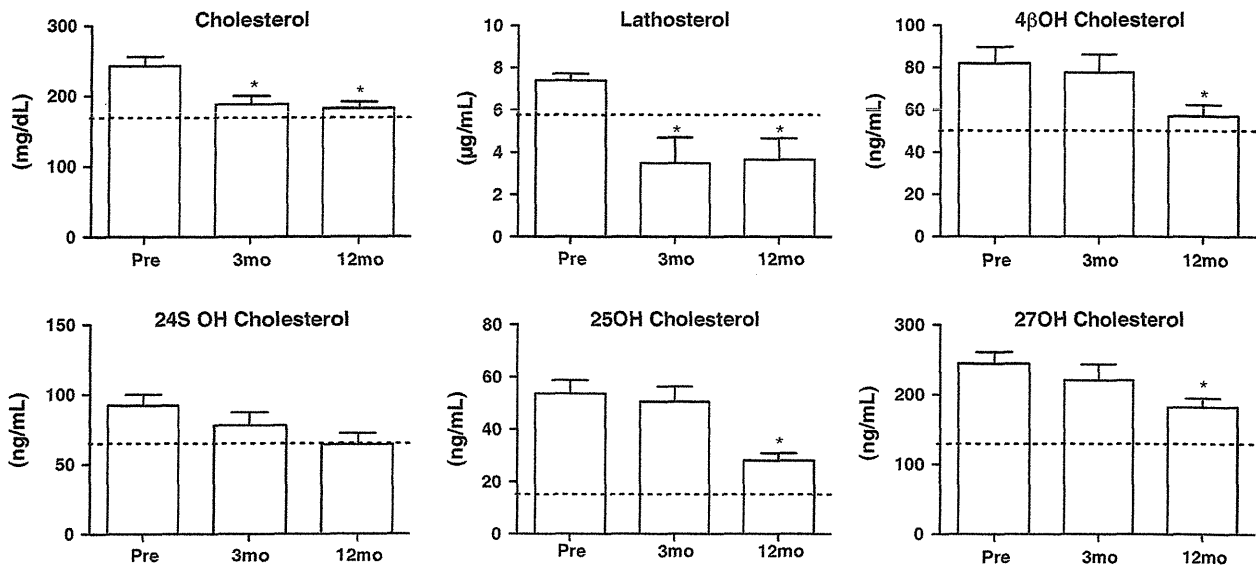 Cholesterol
300
200
100
0
(mg/dL)
*
*
Pre 3mo 12mo
Lathosterol
10
8
6
4
2
0
(μg/mL)
*
*
Pre 3mo 12mo
4βOH Cholesterol
100
80
60
40
20
0
(ng/mL)
*
Pre 3mo 12mo
24S OH Cholesterol
150
100
50
0
(ng/mL)
Pre 3mo 12mo
25OH Cholesterol
80
60
40
20
0
(ng/mL)
*
Pre 3mo 12mo
27OH Cholesterol
300
200
100
0
(ng/mL)
*
Pre 3mo 12mo